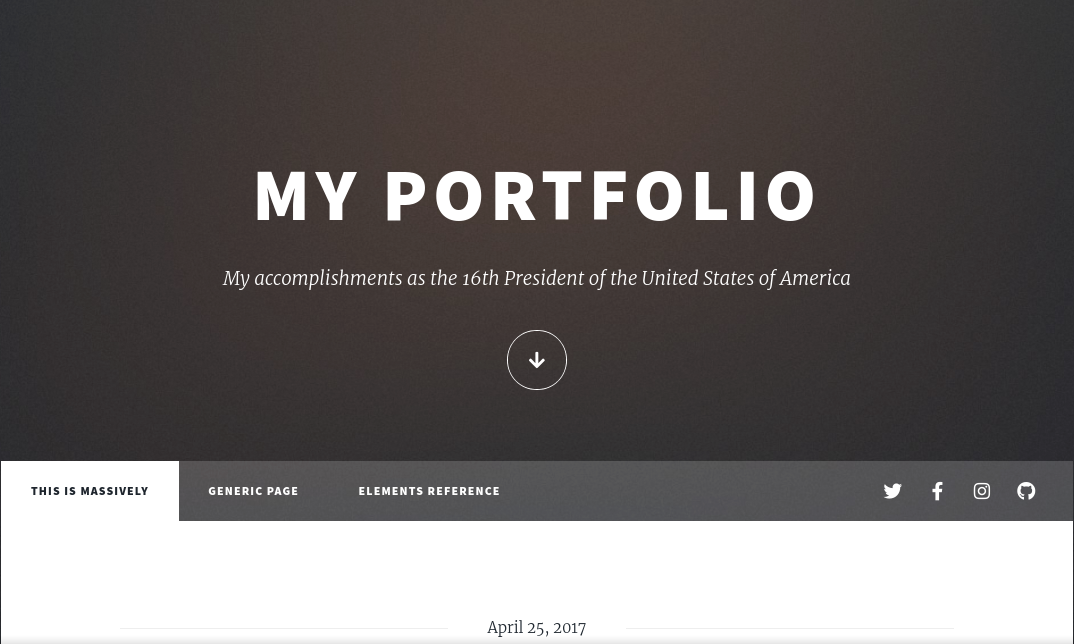 MY PORTFOLIO
My accomplishments as the 16th President of the United States of America
THIS IS MASSIVELY GENERIC PAGE ELEMENTS REFERENCE
April 25, 2017